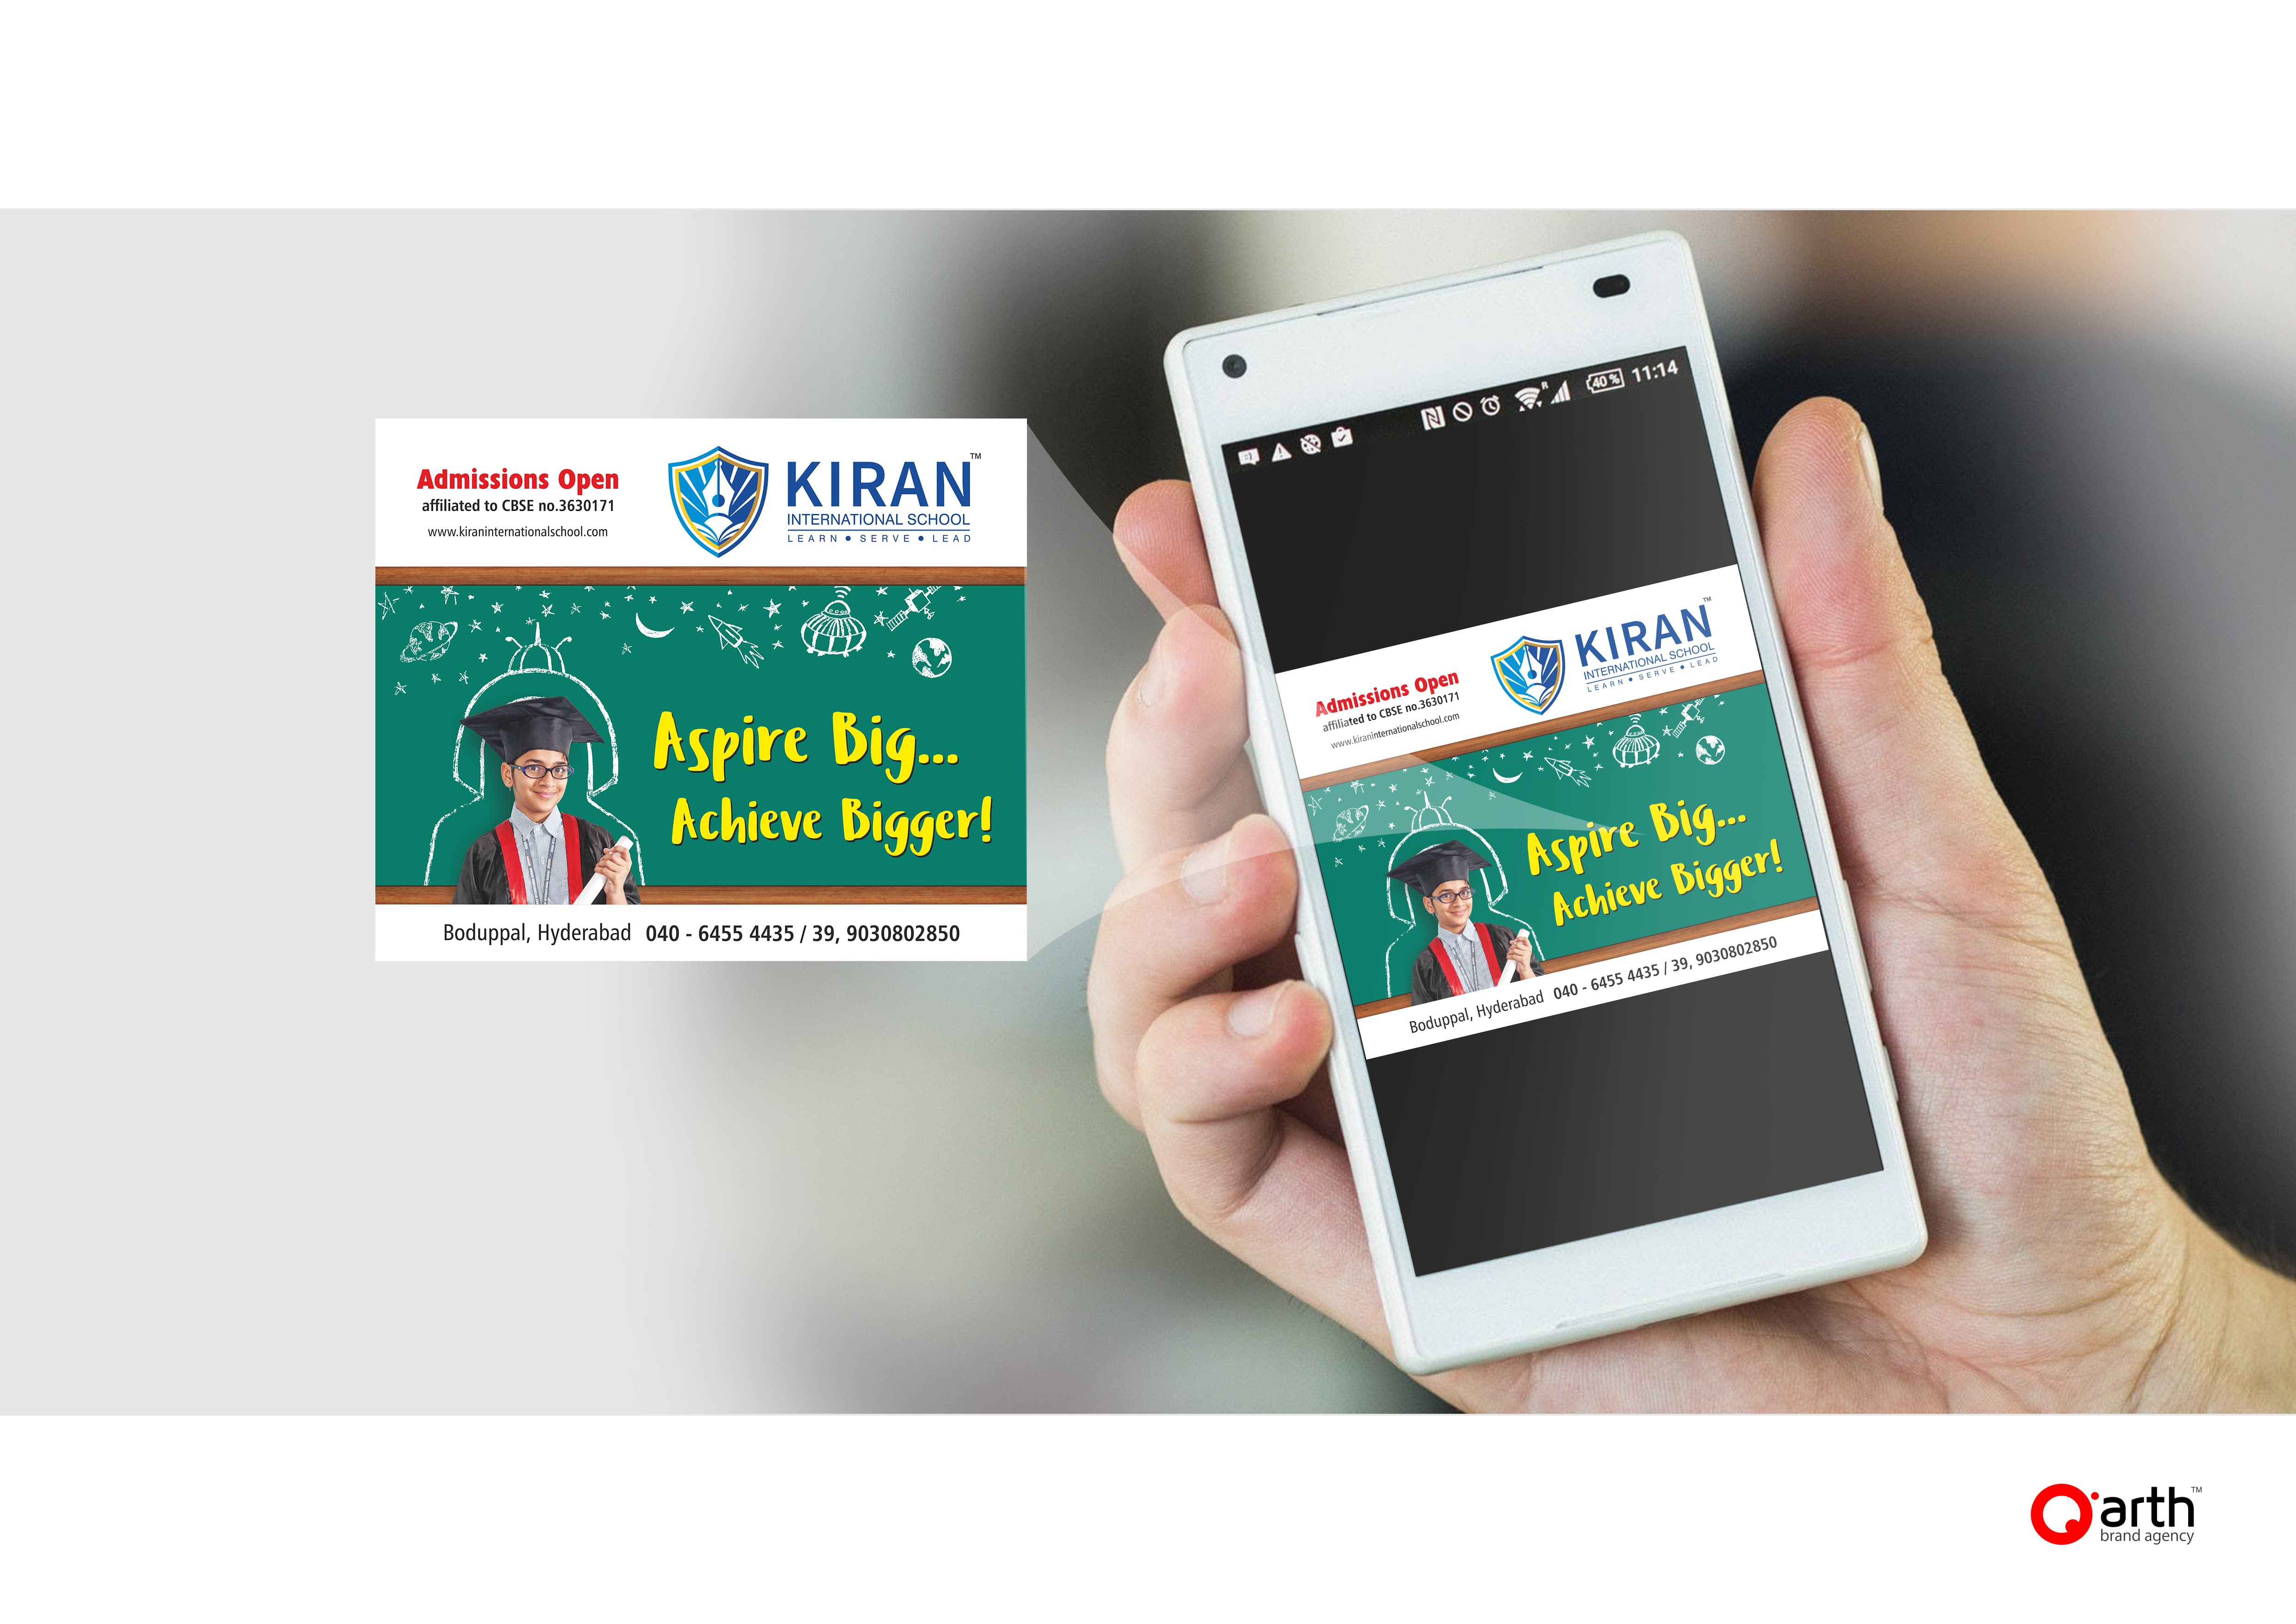 Admissions Open
affiliated to CBSE no.3630171
www.kiraninternationalschool.com
KIRAN™
INTERNATIONAL SCHOOL
LEARN • SERVE • LEAD
Aspire Big...
Achieve Bigger!
Boduppal, Hyderabad 040 - 6455 4435 / 39, 9030802850
R 40% 11:14
Admissions Open
affiliated to CBSE no.3630171
www.kiraninternationalschool.com
KIRAN™
INTERNATIONAL SCHOOL
LEARN • SERVE • LEAD
Aspire Big...
Achieve Bigger!
Boduppal, Hyderabad 040 - 6455 4435 / 39, 9030802850
arth™
brand agency